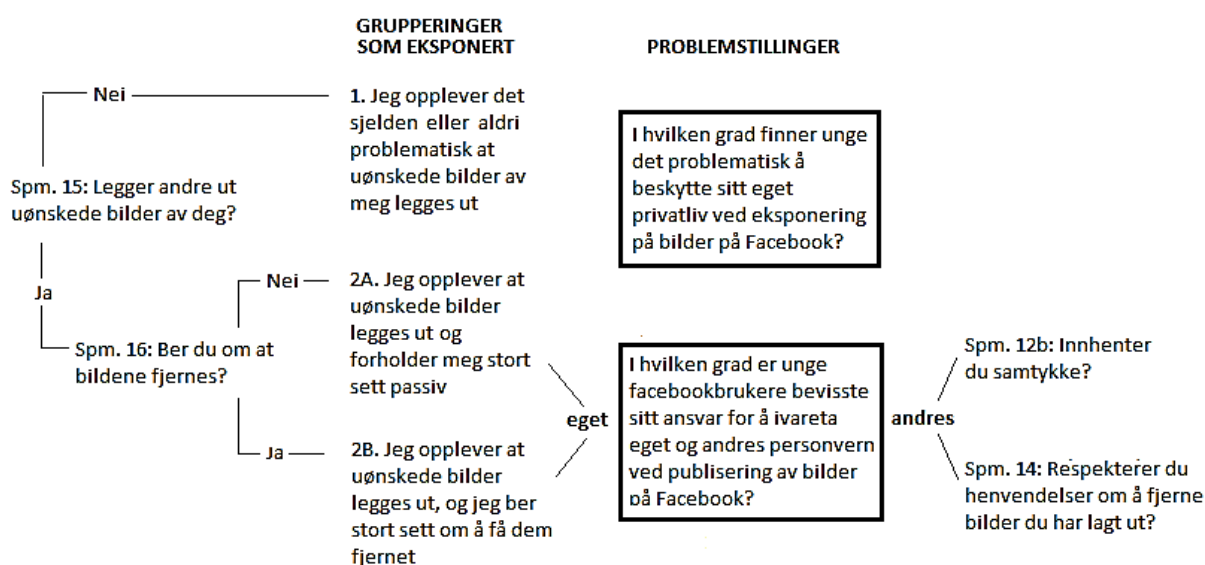 GRUPPERINGER
SOM EKSPONERT
PROBLEMSTILLINGER
Nei
1. Jeg opplever det
sjelden eller aldri
problematisk at
uønskede bilder av
meg legges ut
I hvilken grad finner unge
det problematisk å
beskytte sitt eget
privatliv ved eksponering
på bilder på Facebook?
Spm. 15: Legger andre ut
uønskede bilder av deg?
Ja
Nei
2A. Jeg opplever at
uønskede bilder
legges ut og
forholder meg stort
sett passiv
Spm. 16: Ber du om at
bildene fjernes?
Ja
2B. Jeg opplever at
uønskede bilder
legges ut, og jeg ber
stort sett om å få dem
fjernet
eget
I hvilken grad er unge
facebookbrukere bevisste
sitt ansvar for å ivareta
eget og andres personvern
ved publisering av bilder
på Facebook?
andres
Spm. 12b: Innhenter
du samtykke?
Spm. 14: Respekterer du
henvendelser om å fjerne
bilder du har lagt ut?